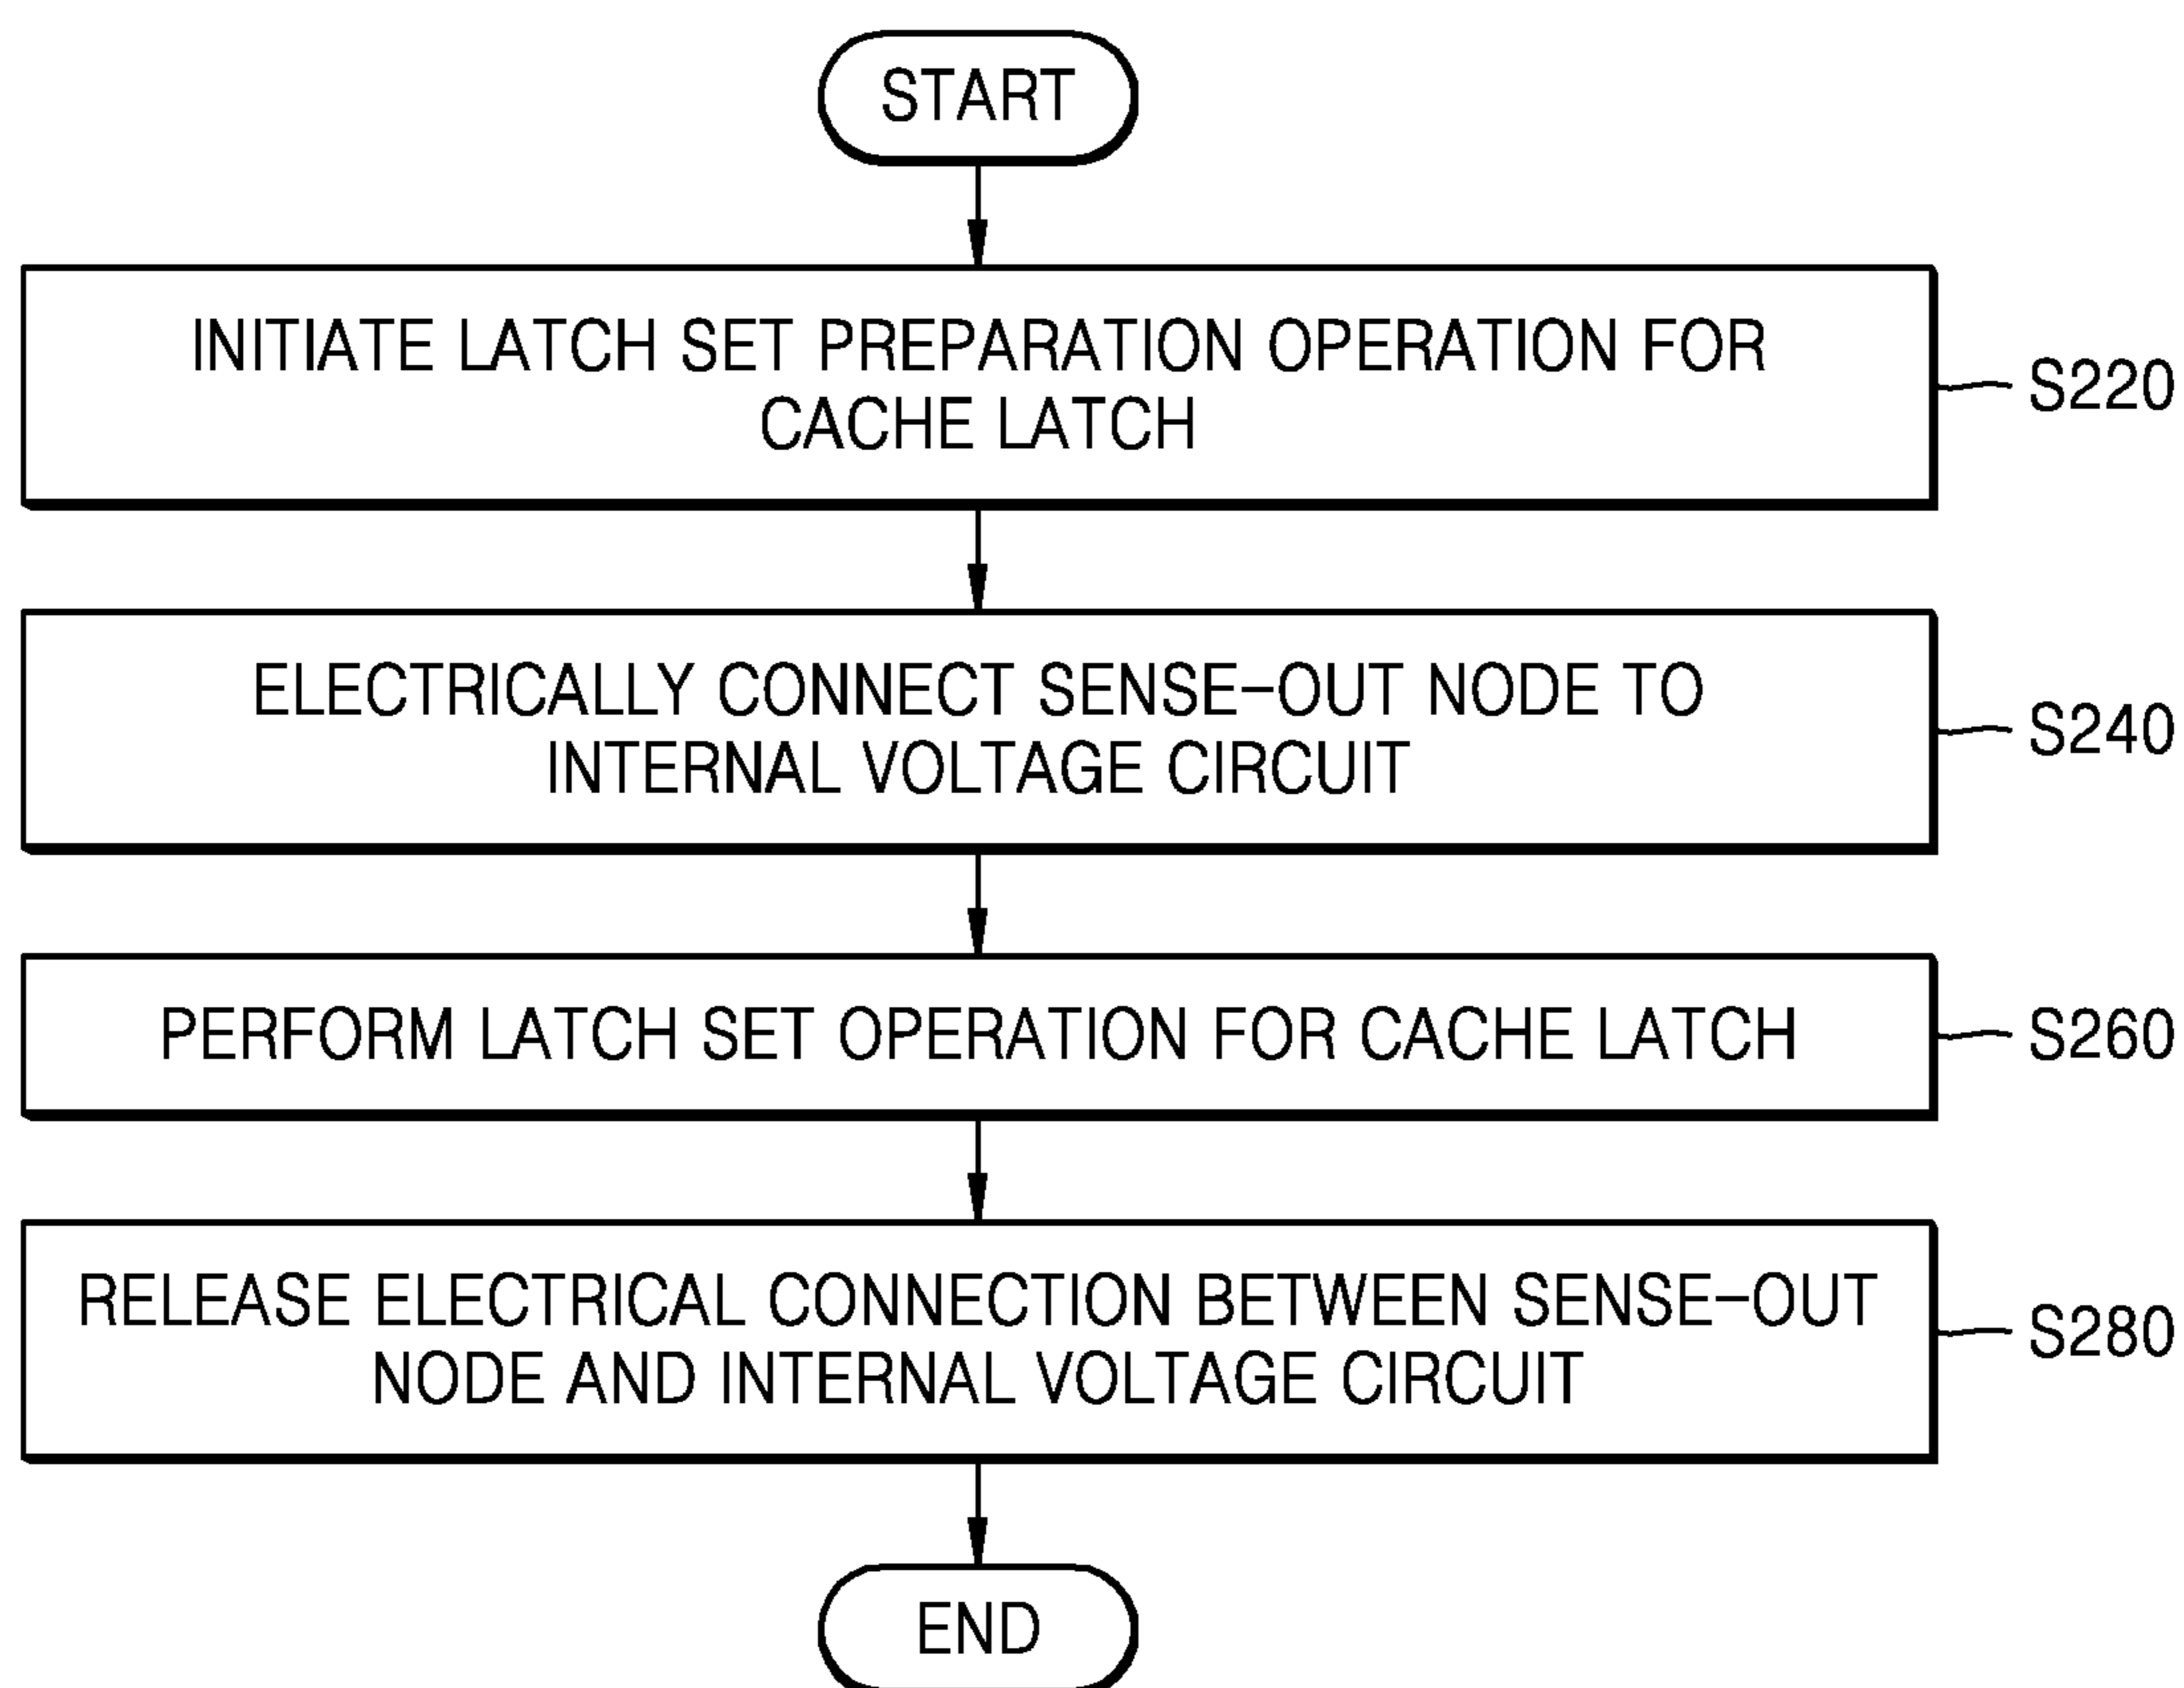 START
INITIATE LATCH SET PREPARATION OPERATION FOR
CACHE LATCH
S220
ELECTRICALLY CONNECT SENSE-OUT NODE TO
INTERNAL VOLTAGE CIRCUIT
S240
PERFORM LATCH SET OPERATION FOR CACHE LATCH
S260
RELEASE ELECTRICAL CONNECTION BETWEEN SENSE-OUT
NODE AND INTERNAL VOLTAGE CIRCUIT
S280
END